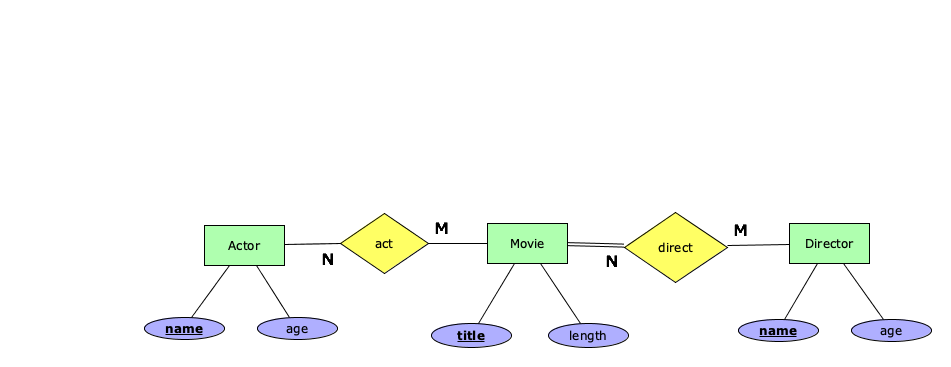 Actor
N
act
M
Movie
N
direct
M
Director
name
age
title
length
name
age